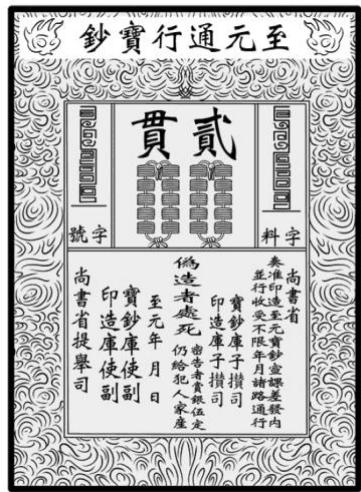 至元通行寶鈔
貳貫
字料
字號
尚書省
奏准印造至元寶鈔宣課差發內
並行收受不限年月諸路通行
寶鈔庫子攢司
印造庫子攢司
偽造者處死
密告者賞銀伍定
仍給犯人家產
至元年月日
寶鈔庫使副
印造庫使副
尚書省提舉司